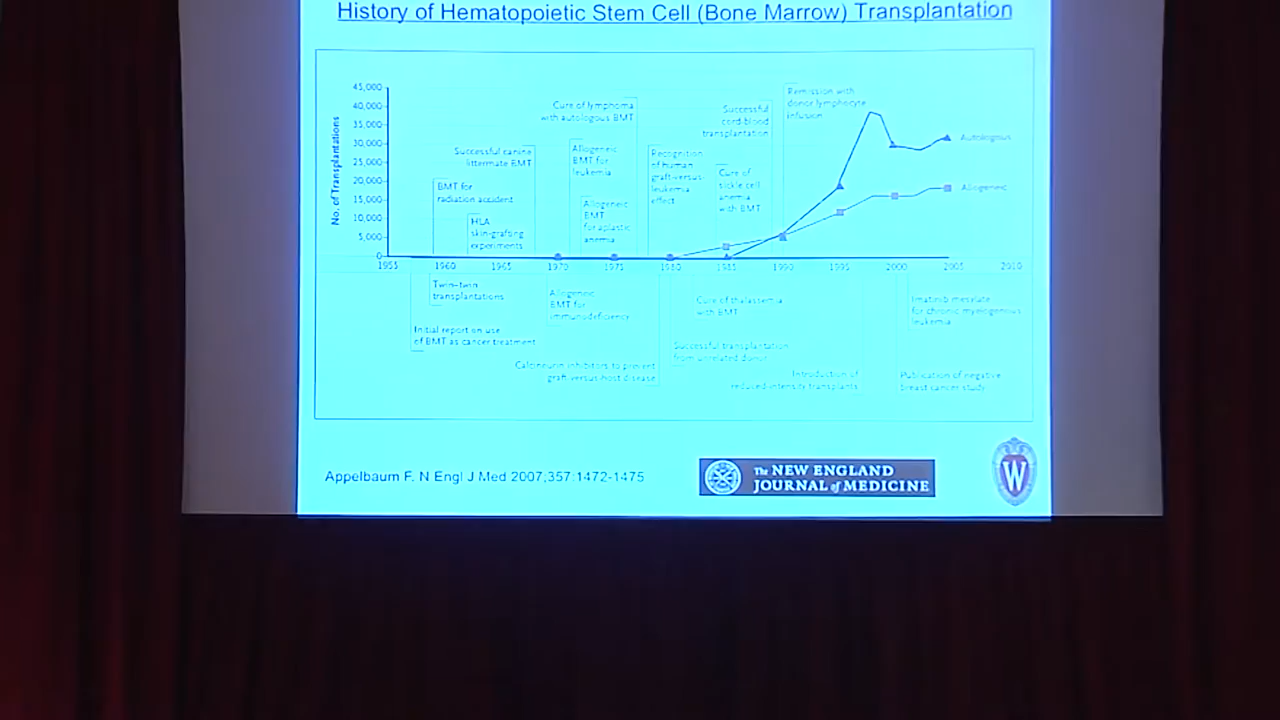 History of Hematopoietic Stem Cell (Bone Marrow) Transplantation
No. of Transplantations
45,000
40,000
35,000
30,000
25,000
20,000
15,000
10,000
5,000
0
1955
1960
1965
1970
1975
1980
1985
1990
1995
2000
2005
2010
BMT for
radiation accident
HLA
skin-grafting
experiments
Successful canine
littermate BMT
Cure of lymphoma
with autologous BMT
Allogeneic
BMT for
leukemia
Allogeneic
BMT
for aplastic
anemia
Recognition
of human
graft-versus-
leukemia
effect
Successful
cord-blood
transplantation
Cure of
sickle cell
anemia
with BMT
Remission with
donor lymphocyte
infusion
Autologous
Allogeneic
Twin–twin
transplantations
Initial report on use
of BMT as cancer treatment
Allogeneic
BMT for
immunodeficiency
Calcineurin inhibitors to prevent
graft-versus-host disease
Cure of thalassemia
with BMT
Successful transplantation
from unrelated donor
Introduction of
reduced-intensity transplants
Imatinib mesylate
for chronic myelogenous
leukemia
Publication of negative
breast cancer study
Appelbaum F. N Engl J Med 2007;357:1472-1475
The NEW ENGLAND
JOURNAL of MEDICINE
W